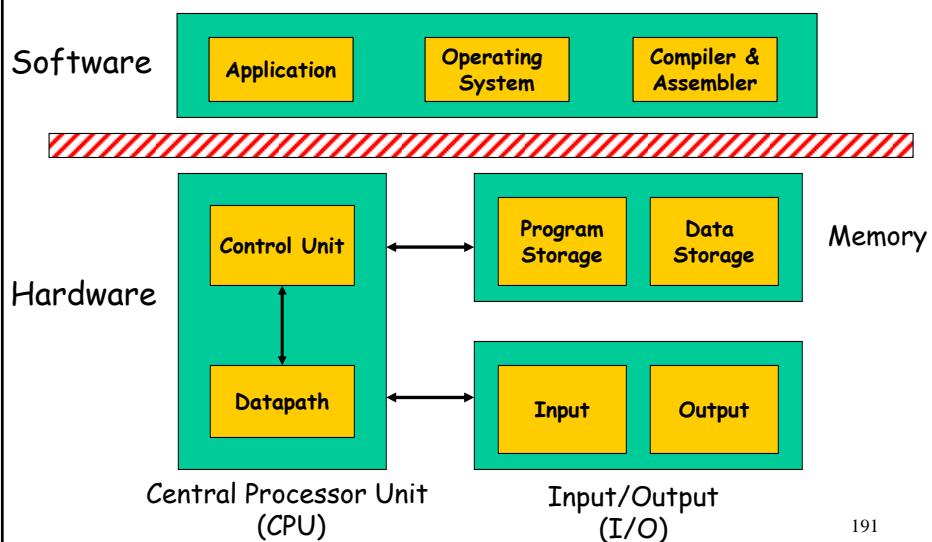 Software
Application
Operating
System
Compiler &
Assembler
Hardware
Control Unit
Datapath
Program
Storage
Data
Storage
Memory
Input
Output
Central Processor Unit
(CPU)
Input/Output
(I/O)
191